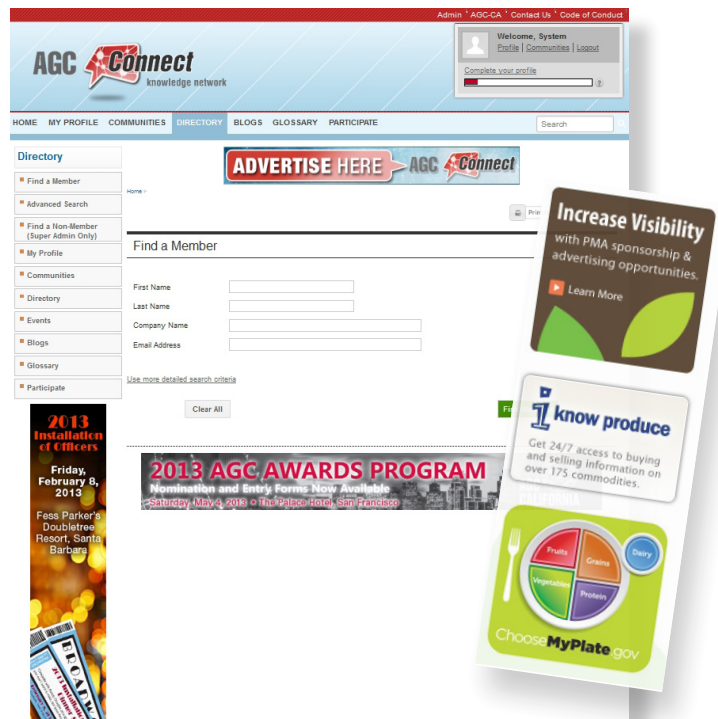 Admin * AGC-CA * Contact Us * Code of Conduct
Welcome, System
Profile | Communities | Logout
Complete your profile
AGC Connect
knowledge network
HOME MY PROFILE COMMUNITIES DIRECTORY BLOGS GLOSSARY PARTICIPATE
Search
Directory
Find a Member
Advanced Search
Find a Non-Member
(Super Admin Only)
My Profile
Communities
Directory
Events
Blogs
Glossary
Participate
ADVERTISE HERE AGC Connect
Home >
Find a Member
First Name
Last Name
Company Name
Email Address
Use more detailed search criteria
Clear All
2013 AGC AWARDS PROGRAM
Nomination and Entry Forms Now Available
Saturday, May 4, 2013 • The Palace Hotel, San Francisco
CALIFORNIA
2013
Installation
of Officers
Friday,
February 8,
2013
Fess Parker's
Doubletree
Resort, Santa
Barbara
2013 Installation
Dinner
Increase Visibility
with PMA sponsorship &
advertising opportunities.
Learn More
i know produce
Get 24/7 access to buying
and selling information on
over 175 commodities.
Fruits
Grains
Dairy
Vegetables
Protein
ChooseMyPlate.gov